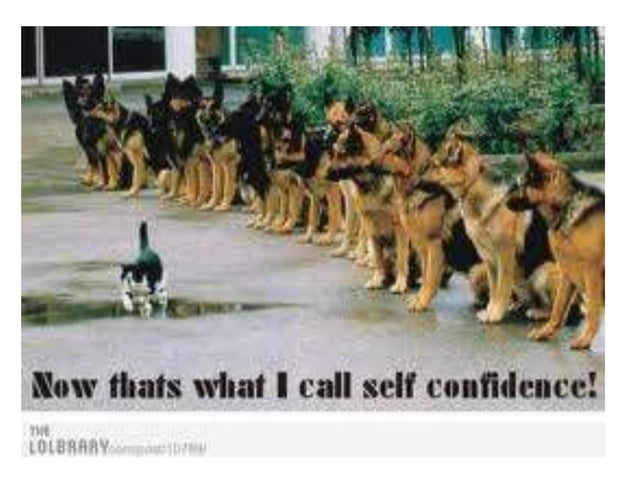 Now thats what I call self confidence!
THE
LOLBRARY